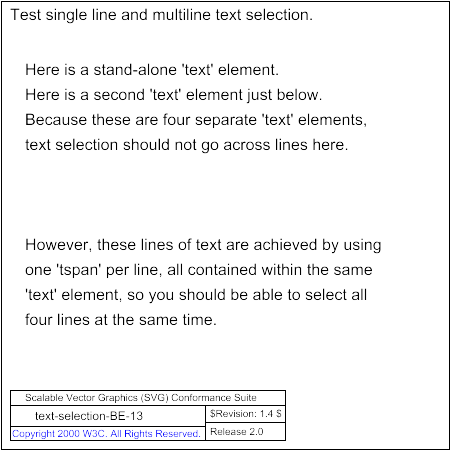 Test single line and multiline text selection.
Here is a stand-alone 'text' element.
Here is a second 'text' element just below.
Because these are four separate 'text' elements,
text selection should not go across lines here.
However, these lines of text are achieved by using
one 'tspan' per line, all contained within the same
'text' element, so you should be able to select all
four lines at the same time.
Scalable Vector Graphics (SVG) Conformance Suite
text-selection-BE-13
$Revision: 1.4 $
Copyright 2000 W3C. All Rights Reserved.
Release 2.0